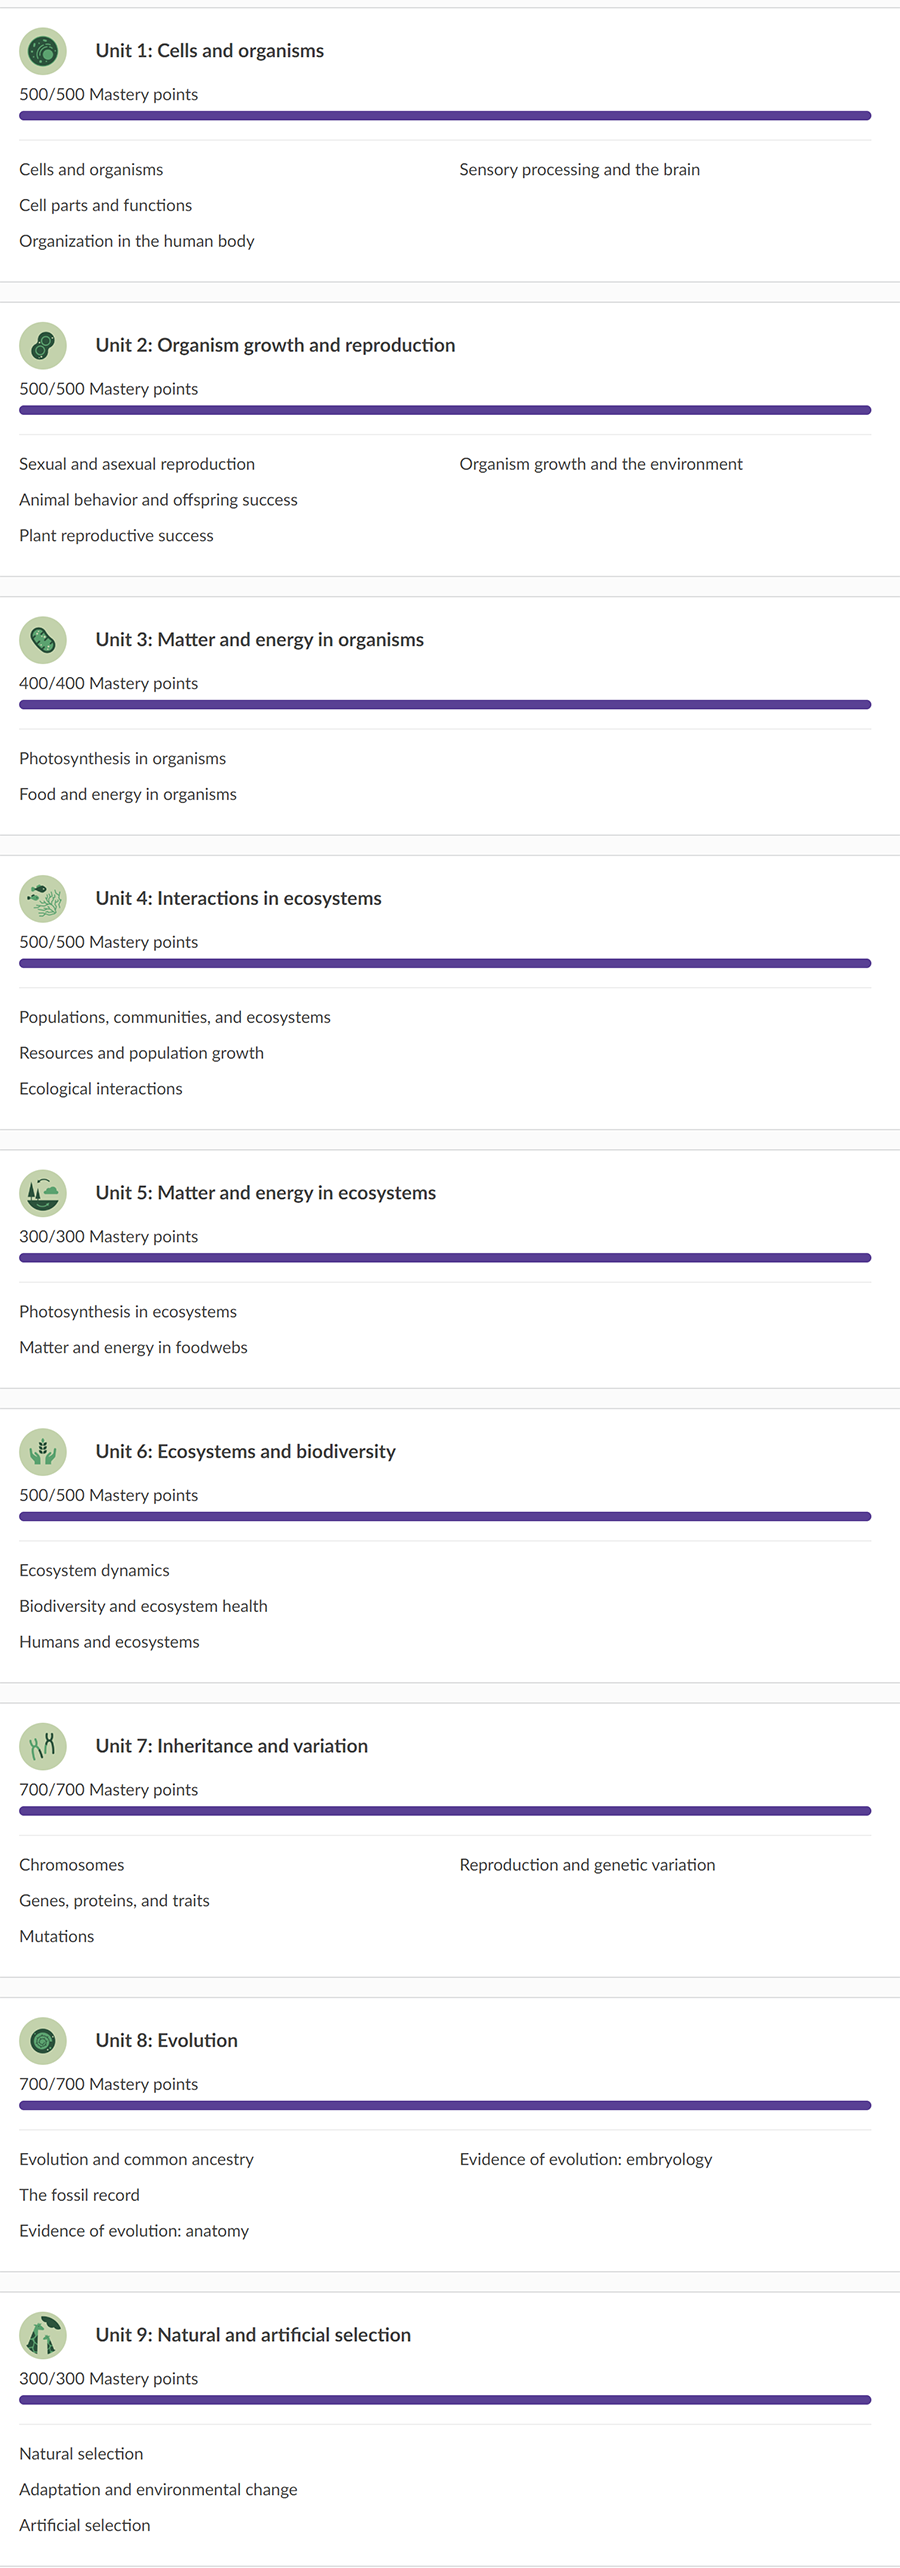 Unit 1: Cells and organisms
500/500 Mastery points
Cells and organisms
Cell parts and functions
Organization in the human body
Sensory processing and the brain
Unit 2: Organism growth and reproduction
500/500 Mastery points
Sexual and asexual reproduction
Animal behavior and offspring success
Plant reproductive success
Organism growth and the environment
Unit 3: Matter and energy in organisms
400/400 Mastery points
Photosynthesis in organisms
Food and energy in organisms
Unit 4: Interactions in ecosystems
500/500 Mastery points
Populations, communities, and ecosystems
Resources and population growth
Ecological interactions
Unit 5: Matter and energy in ecosystems
300/300 Mastery points
Photosynthesis in ecosystems
Matter and energy in foodwebs
Unit 6: Ecosystems and biodiversity
500/500 Mastery points
Ecosystem dynamics
Biodiversity and ecosystem health
Humans and ecosystems
Unit 7: Inheritance and variation
700/700 Mastery points
Chromosomes
Genes, proteins, and traits
Mutations
Reproduction and genetic variation
Unit 8: Evolution
700/700 Mastery points
Evolution and common ancestry
The fossil record
Evidence of evolution: anatomy
Evidence of evolution: embryology
Unit 9: Natural and artificial selection
300/300 Mastery points
Natural selection
Adaptation and environmental change
Artificial selection